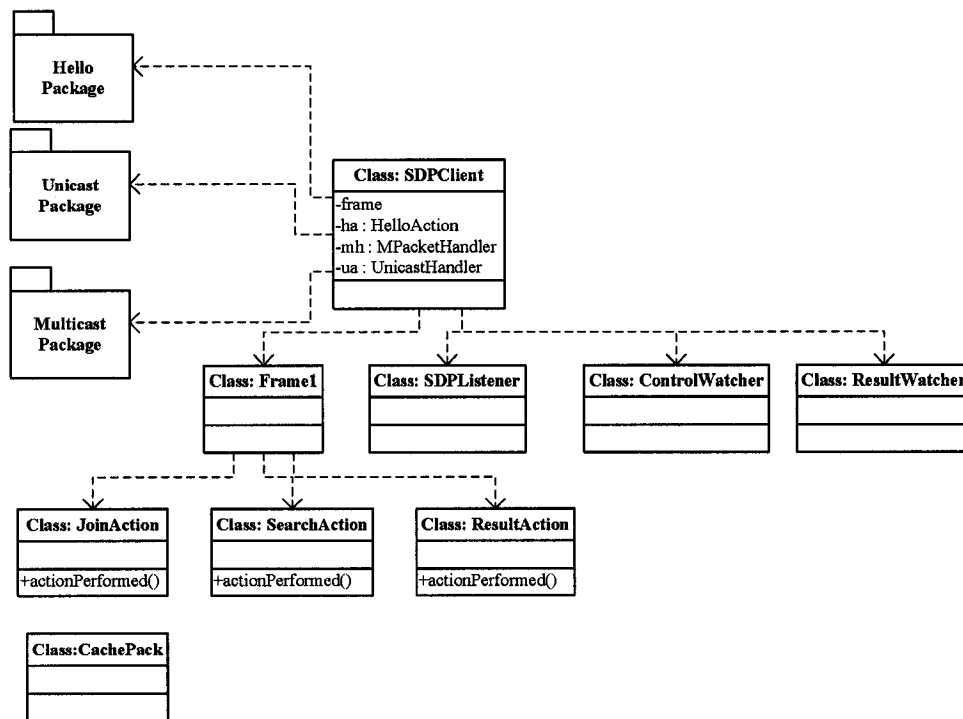 Hello
Package
Unicast
Package
Multicast
Package
Class: SDPClient
-frame
-ha : HelloAction
-mh : MPacketHandler
-ua : UnicastHandler
Class: Frame1
Class: SDPListener
Class: ControlWatcher
Class: ResultWatcher
Class: JoinAction
+actionPerformed()
Class: SearchAction
+actionPerformed()
Class: ResultAction
+actionPerformed()
Class:CachePack